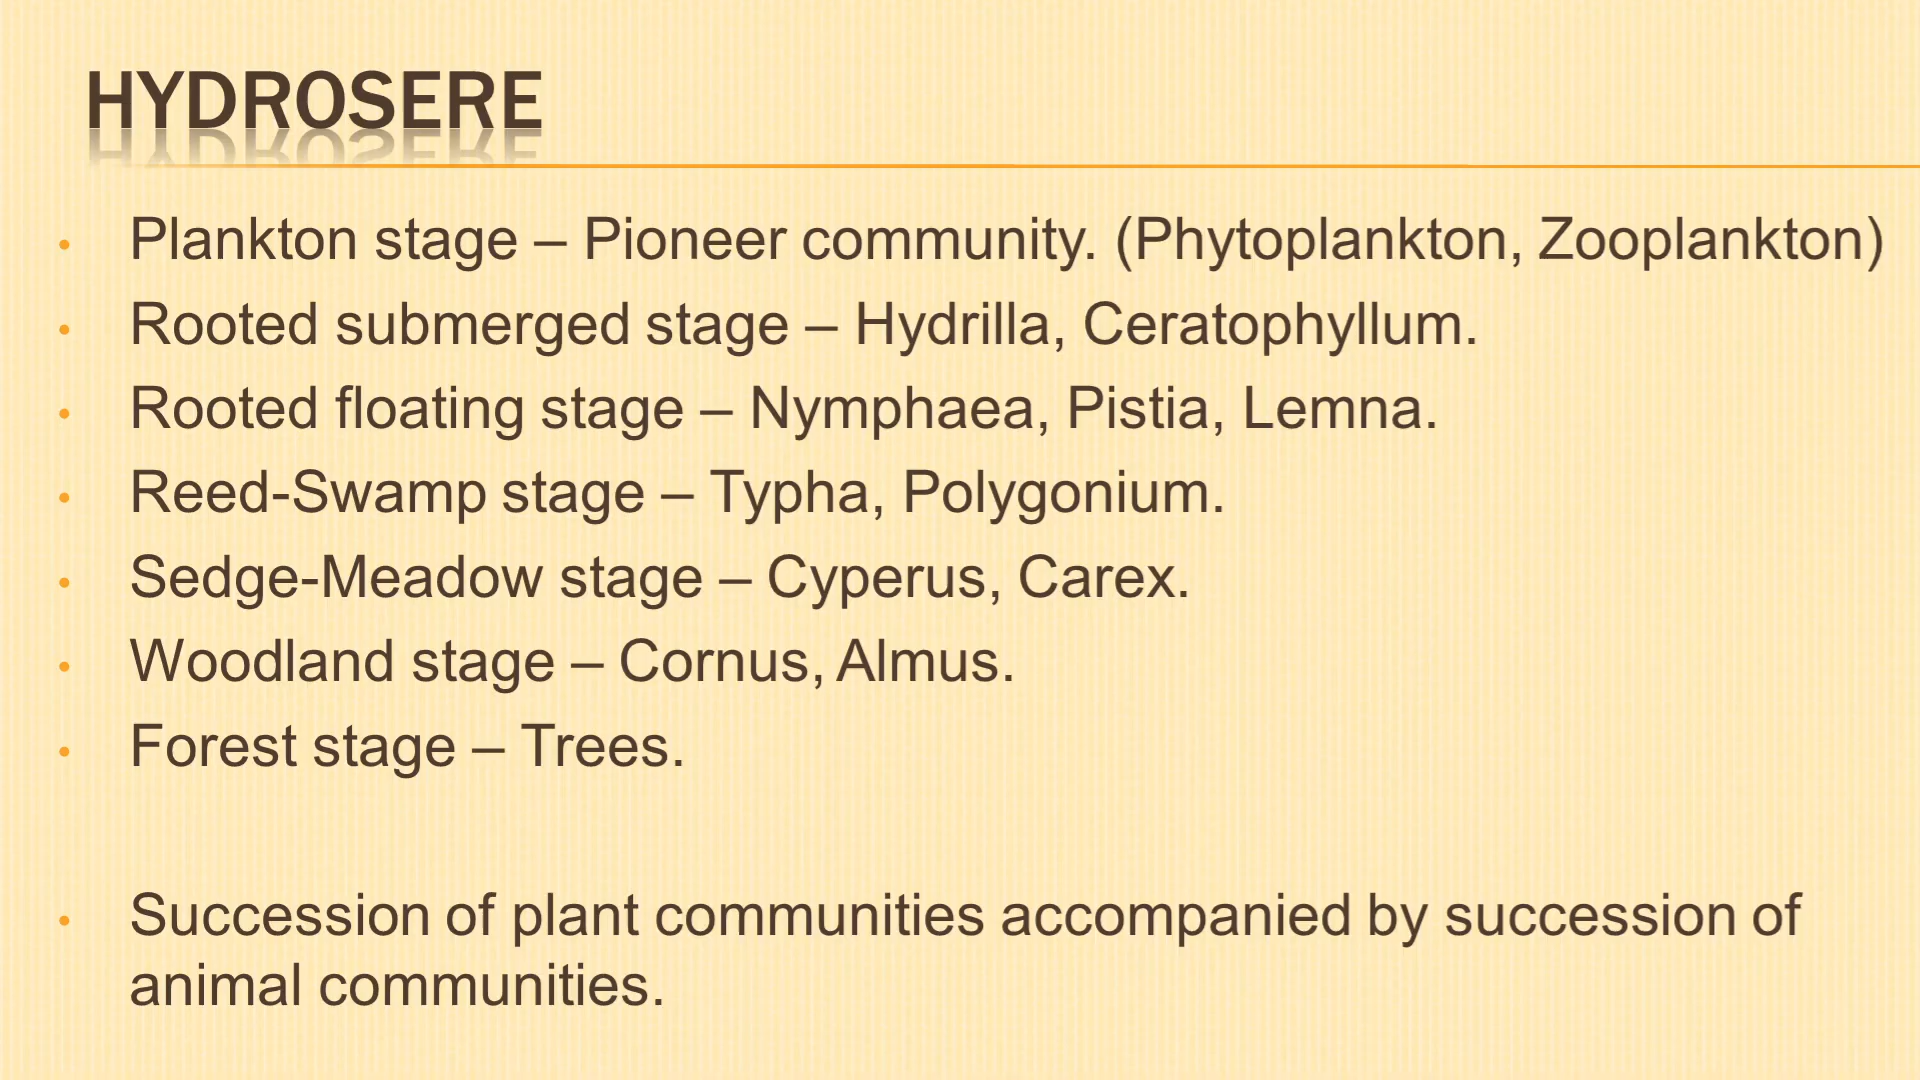 HYDROSERE
• Plankton stage – Pioneer community. (Phytoplankton, Zooplankton)
• Rooted submerged stage – Hydrilla, Ceratophyllum.
• Rooted floating stage – Nymphaea, Pistia, Lemna.
• Reed-Swamp stage – Typha, Polygonium.
• Sedge-Meadow stage – Cyperus, Carex.
• Woodland stage – Cornus, Almus.
• Forest stage – Trees.
• Succession of plant communities accompanied by succession of
animal communities.